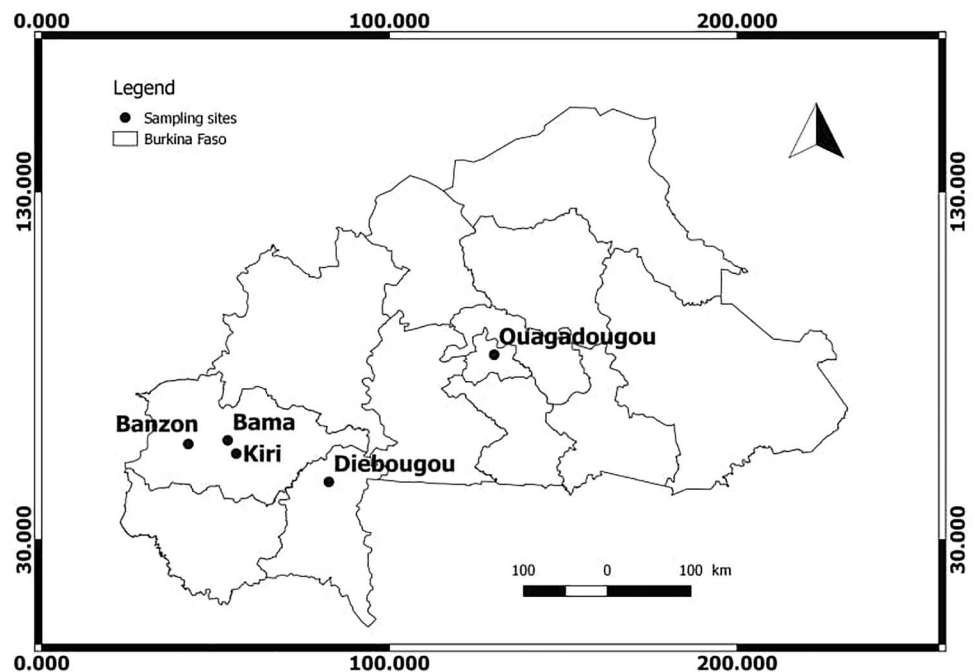 0.000 100.000 200.000
Legend
Sampling sites
Burkina Faso
130.000 130.000
Ouagadougou
Banzon Bama
Kiri
Diebougou
30.000 30.000
100 0 100 km
0.000 100.000 200.000